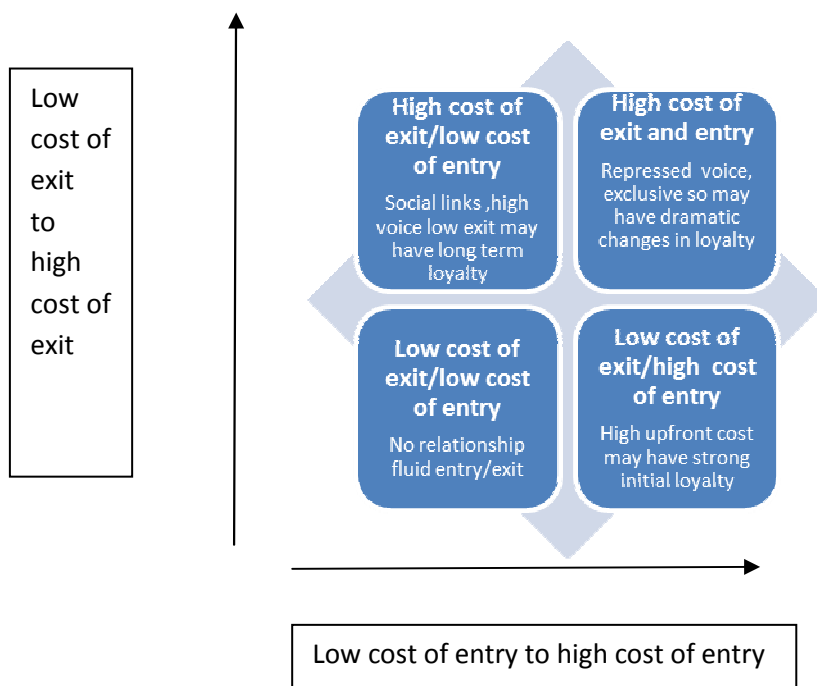 Low
cost of
exit
to
high
cost of
exit
High cost of
exit/low cost
of entry
Social links ,high
voice low exit may
have long term
loyalty
High cost of
exit and entry
Repressed voice,
exclusive so may
have dramatic
changes in loyalty
Low cost of
exit/low cost of
entry
No relationship
fluid entry/exit
Low cost of
exit/high cost
of entry
High upfront cost
may have strong
initial loyalty
Low cost of entry to high cost of entry